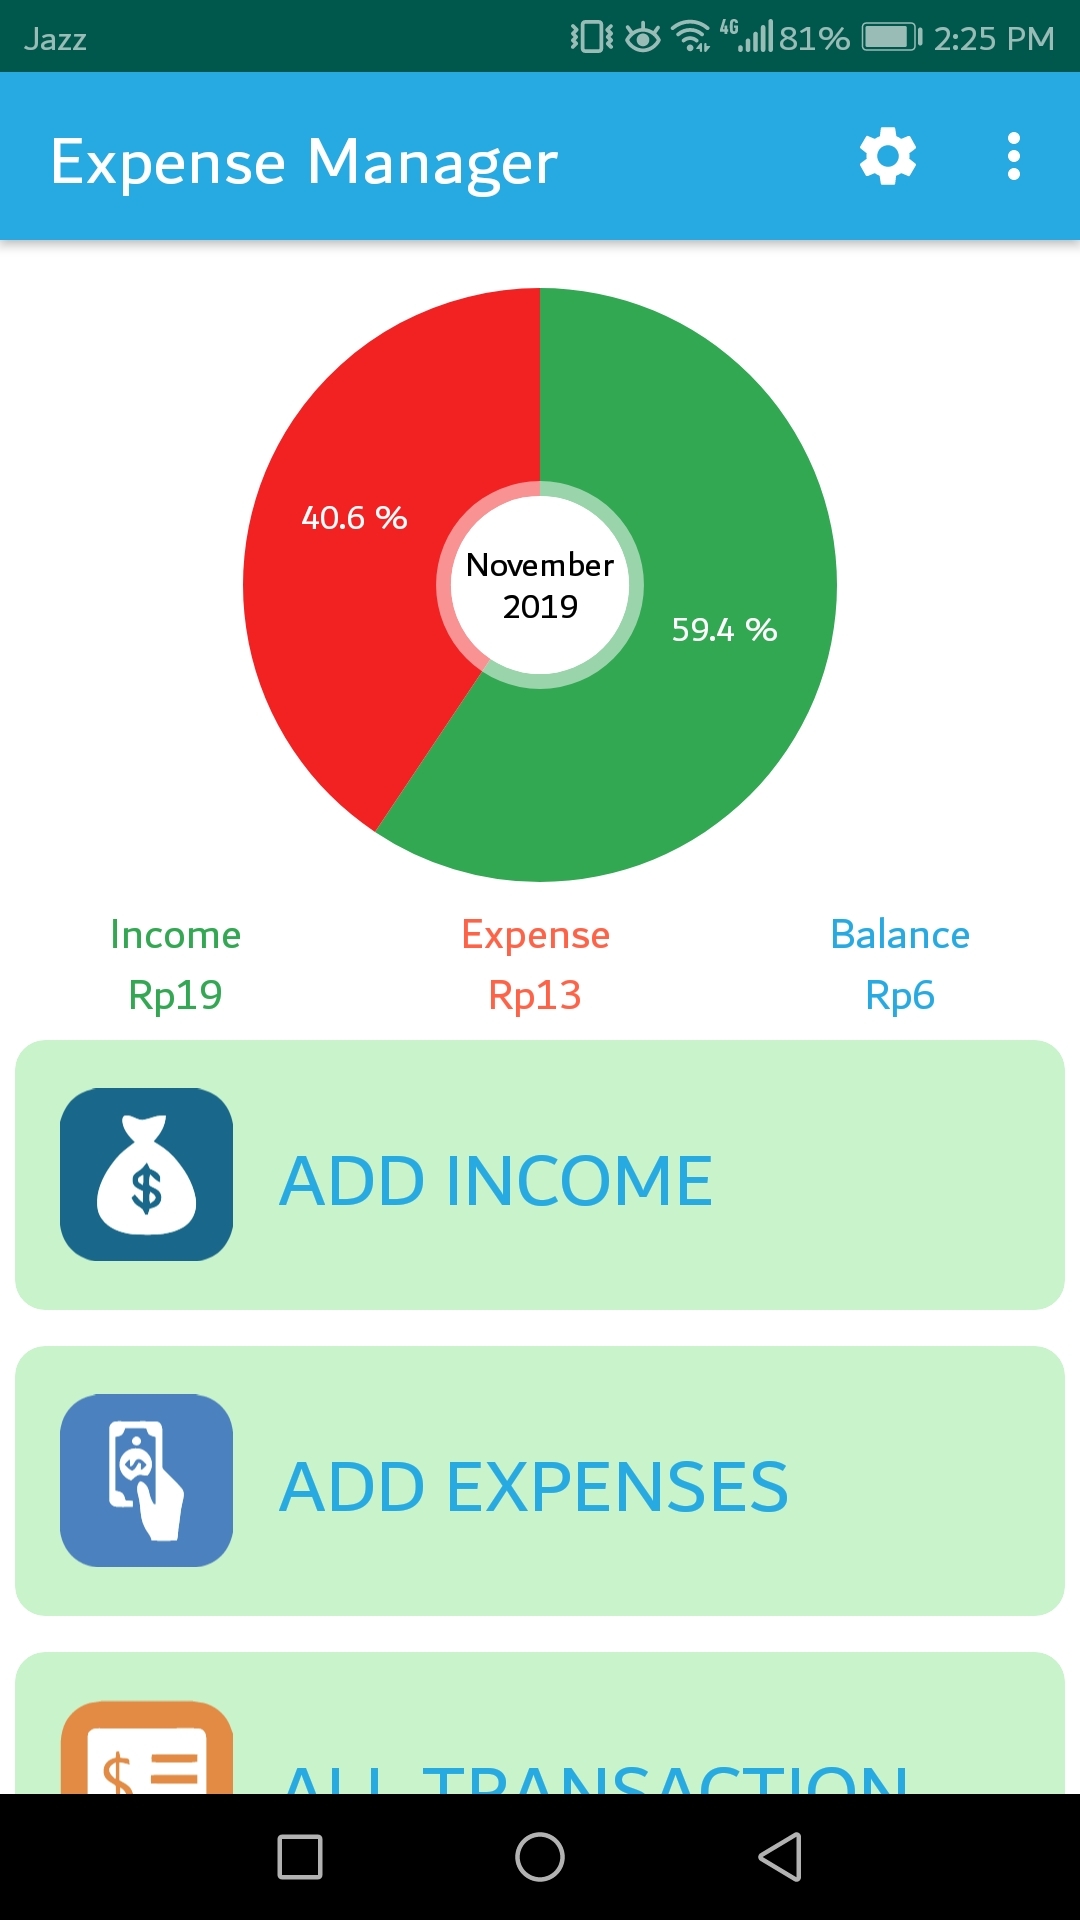 Jazz 4G 81% 2:25 PM
Expense Manager
40.6 %
November
2019
59.4 %
Income Expense Balance
Rp19 Rp13 Rp6
$ ADD INCOME
$ ADD EXPENSES
$ ALL TRANSACTION